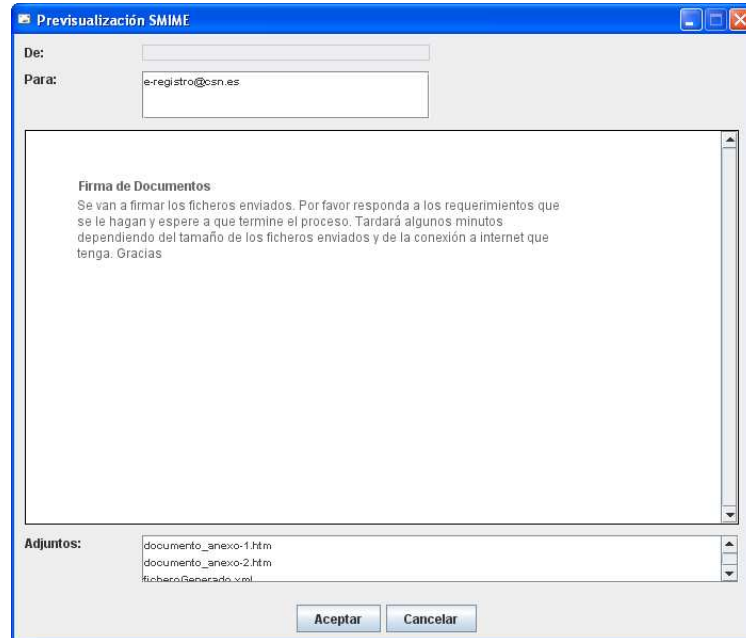 Previsualización SMIME
De:
Para:
e-registro@csn.es
Firma de Documentos
Se van a firmar los ficheros enviados. Por favor responda a los requerimientos que
se le hagan y espere a que termine el proceso. Tardará algunos minutos
dependiendo del tamaño de los ficheros enviados y de la conexión a internet que
tenga. Gracias
Adjuntos:
documento_anexo-1.htm
documento_anexo-2.htm
ficheroGenerado.xml
Aceptar
Cancelar